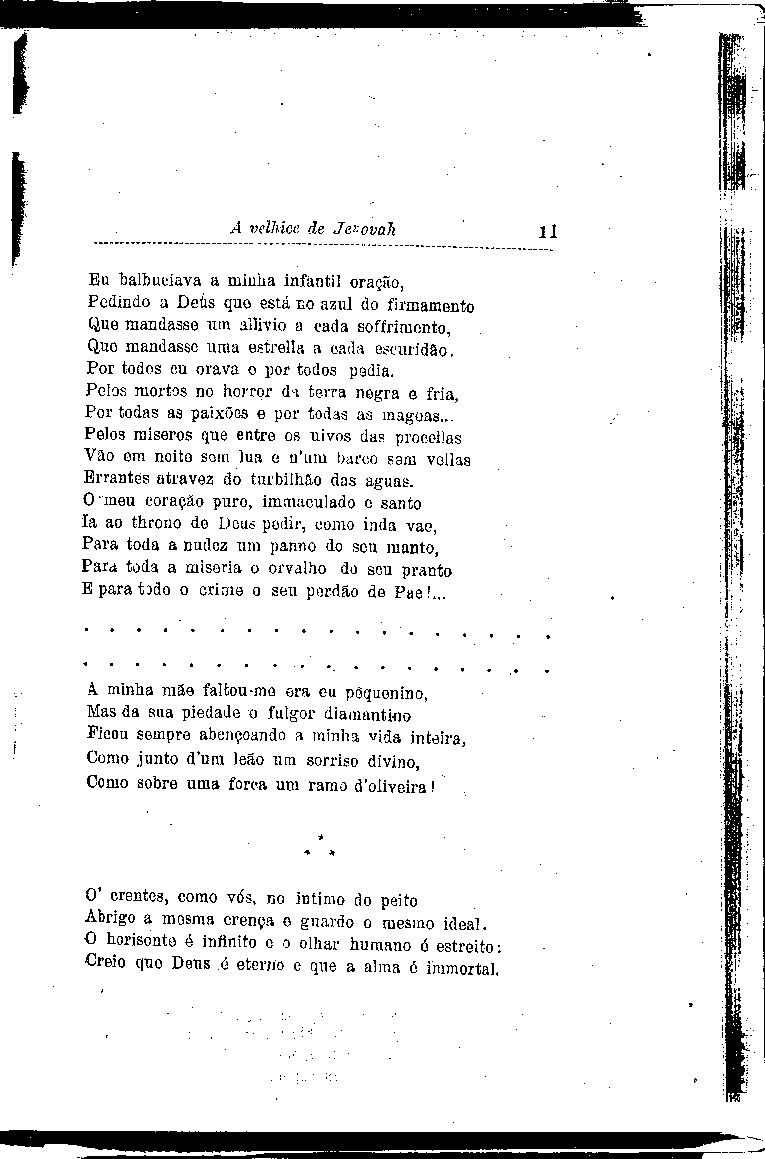 A velhice de Jehovah 11
Eu balbuciava a minha infantil oração,
Pedindo a Deus que está no azul do firmamento
Que mandasse um allivio a cada soffrimento,
Que mandasse uma estrella a cada escuridão.
Por todos eu orava e por todos pedia.
Pelos mortos no horror da terra negra e fria,
Por todas as paixões e por todas as magoas...
Pelos miseros que entre os uivos das procellas
Vão em noite sem lua e n'um barco sem vellas
Errantes atravez do turbilhão das aguas.
O meu coração puro, immaculado e santo
Ia ao throno de Deus pedir, como inda vae,
Para toda a nudez um panno do seu manto,
Para toda a miseria o orvalho do seu pranto
E para todo o crime o seu perdão de Pae!...
. . . . . . . . . . . . . . . . . .
. . . . . . . . . . . . . . . . . .
A minha mãe faltou-me era eu pequenino,
Mas da sua piedade o fulgor diamantino
Ficou sempre abençoando a minha vida inteira,
Como junto d'um leão um sorriso divino,
Como sobre uma forca um ramo d'oliveira!
*
* *
O' crentes, como vós, no intimo do peito
Abrigo a mesma crença e guardo o mesmo ideal.
O horisonte é infinito e o olhar humano é estreito:
Creio que Deus é eterno e que a alma é immortal.